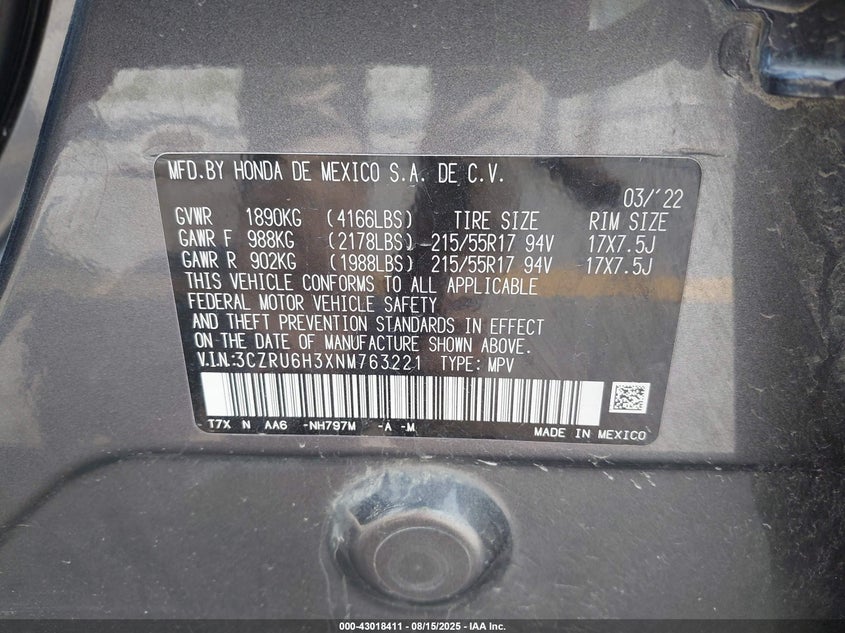 MFD.BY HONDA DE MEXICO S.A. DE C.V.
03/'22
GVWR 1890KG (4166LBS) TIRE SIZE RIM SIZE
GAWR F 988KG (2178LBS) 215/55R17 94V 17X7.5J
GAWR R 902KG (1988LBS) 215/55R17 94V 17X7.5J
THIS VEHICLE CONFORMS TO ALL APPLICABLE
FEDERAL MOTOR VEHICLE SAFETY
AND THEFT PREVENTION STANDARDS IN EFFECT
ON THE DATE OF MANUFACTURE SHOWN ABOVE.
V.I.N:3CZRU6H3XNM763221 TYPE: MPV
T7X N AA6 -NH797M -A -M
MADE IN MEXICO
000-43018411 - 08/15/2025 - IAA Inc.